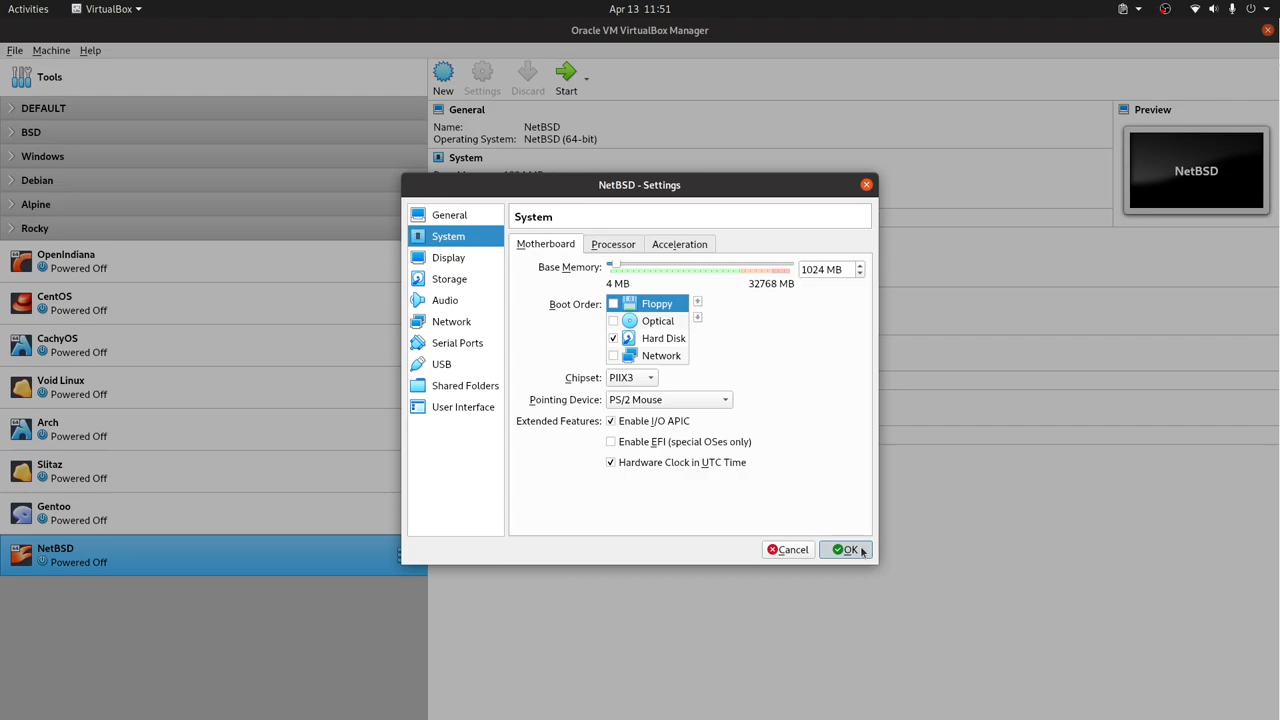 Activities
VirtualBox
Apr 13 11:51
Oracle VM VirtualBox Manager
File Machine Help
Tools
New
Settings
Discard
Start
DEFAULT
BSD
Windows
Debian
Alpine
Rocky
OpenIndiana
Powered Off
CentOS
Powered Off
CachyOS
Powered Off
Void Linux
Powered Off
Arch
Powered Off
Slitaz
Powered Off
Gentoo
Powered Off
NetBSD
Powered Off
General
Name: NetBSD
Operating System: NetBSD (64-bit)
System
Preview
NetBSD
NetBSD - Settings
General
System
Display
Storage
Audio
Network
Serial Ports
USB
Shared Folders
User Interface
System
Motherboard Processor Acceleration
Base Memory: 1024 MB
4 MB 32768 MB
Boot Order: Floppy
Optical
Hard Disk
Network
Chipset: PIIX3
Pointing Device: PS/2 Mouse
Extended Features: Enable I/O APIC
Enable EFI (special OSes only)
Hardware Clock in UTC Time
Cancel OK